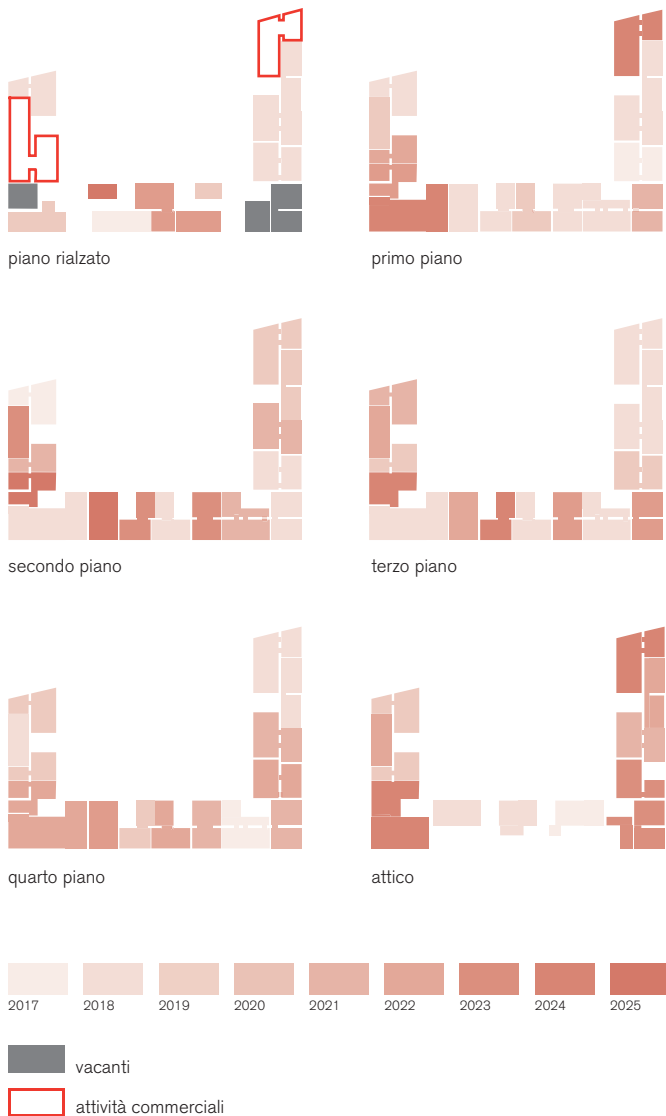 piano rialzato
primo piano
secondo piano
terzo piano
quarto piano
attico
2017
2018
2019
2020
2021
2022
2023
2024
2025
vacanti
attività commerciali